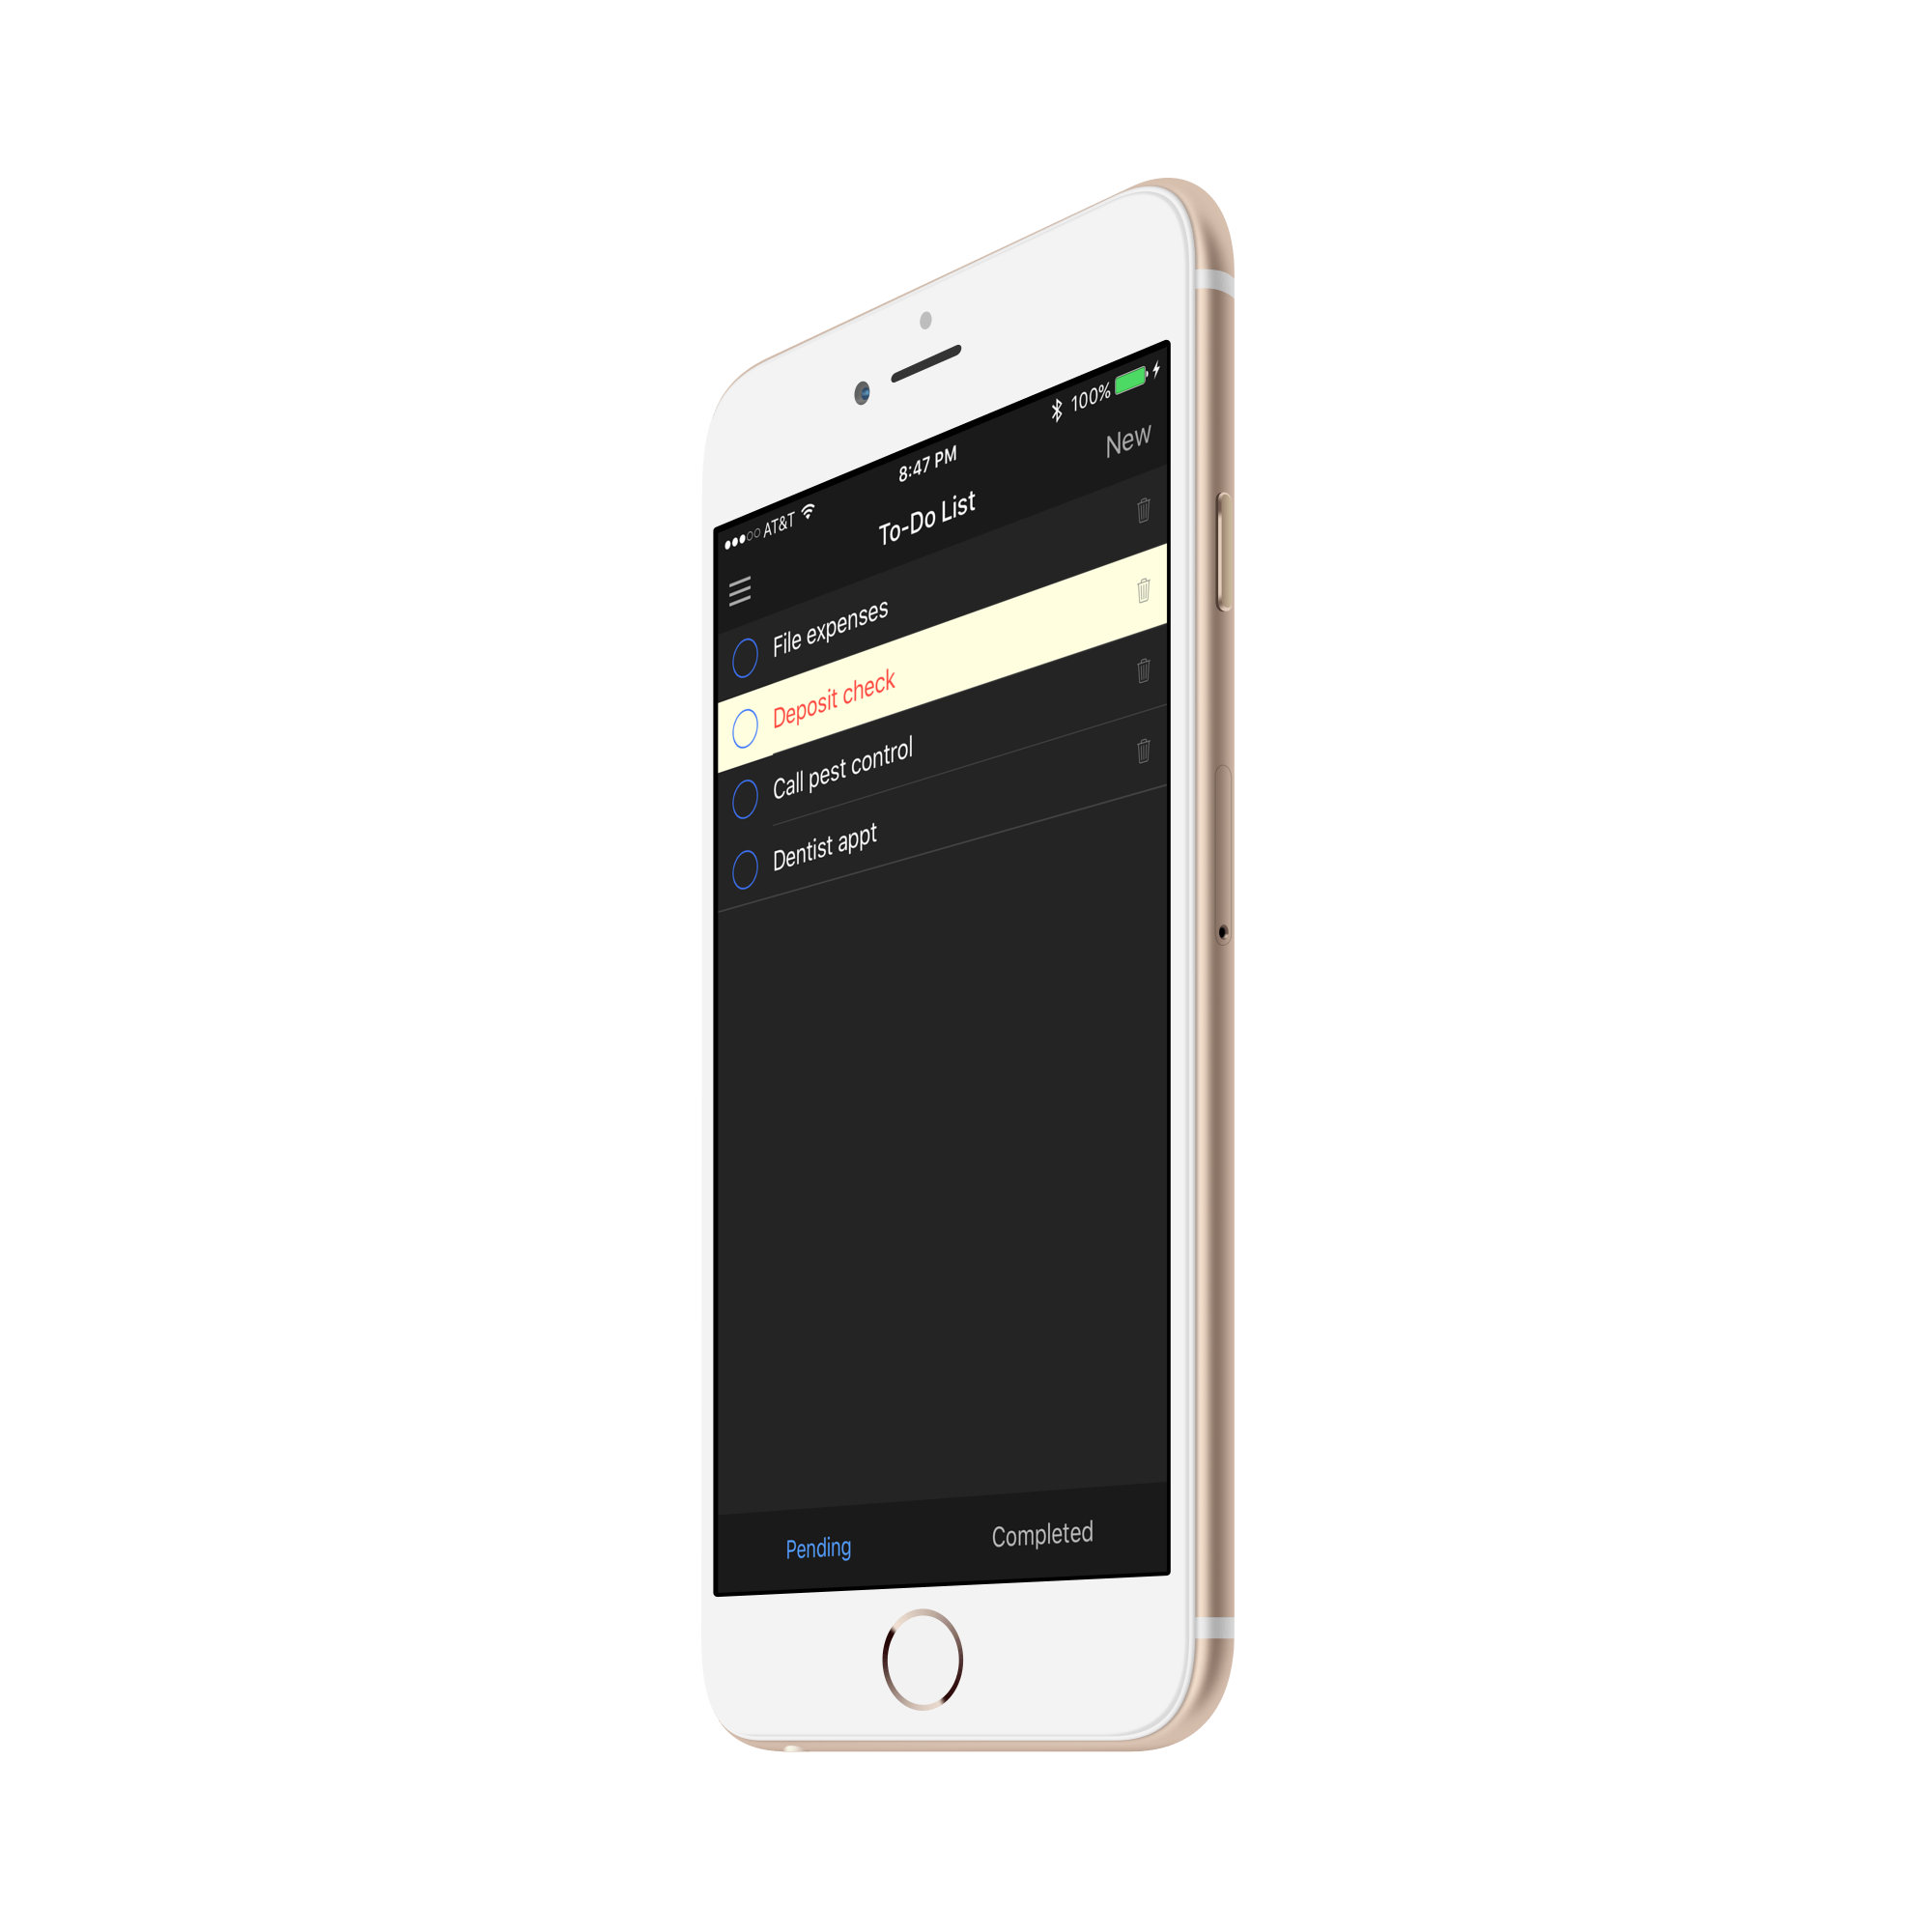 AT&T 8:47 PM 100%
To-Do List New
File expenses
Deposit check
Call pest control
Dentist appt
Pending Completed